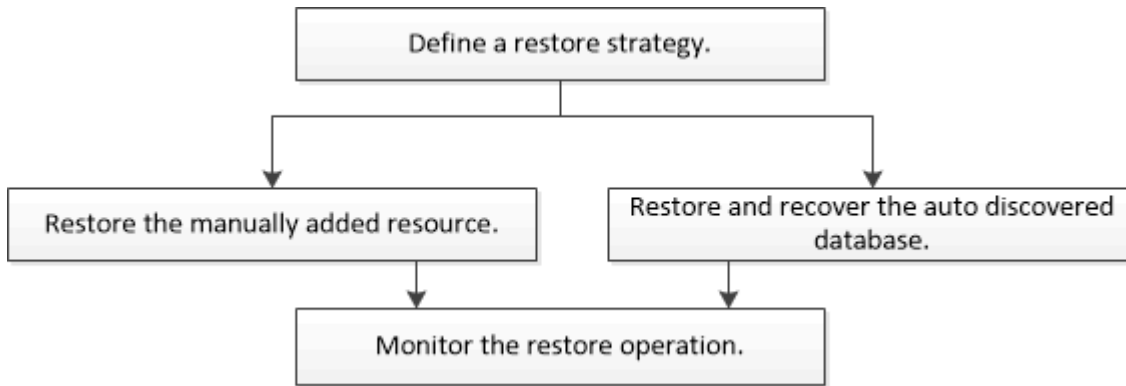 Define a restore strategy.
Restore the manually added resource.
Restore and recover the auto discovered
database.
Monitor the restore operation.